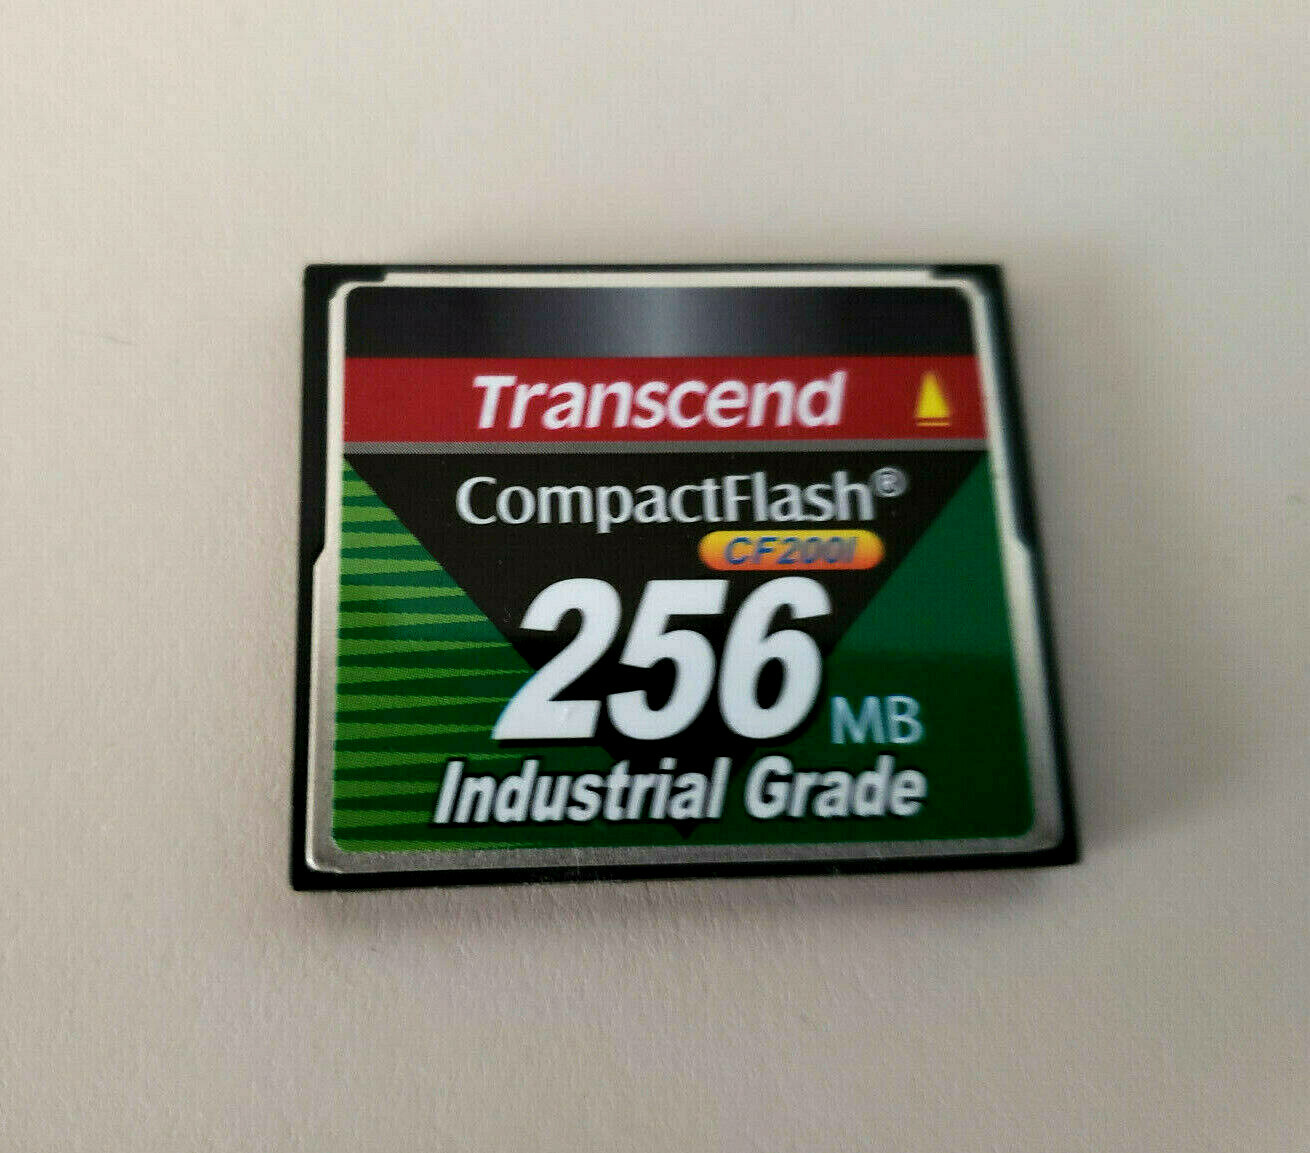 Transcend
CompactFlash®
CF200I
256 MB
Industrial Grade